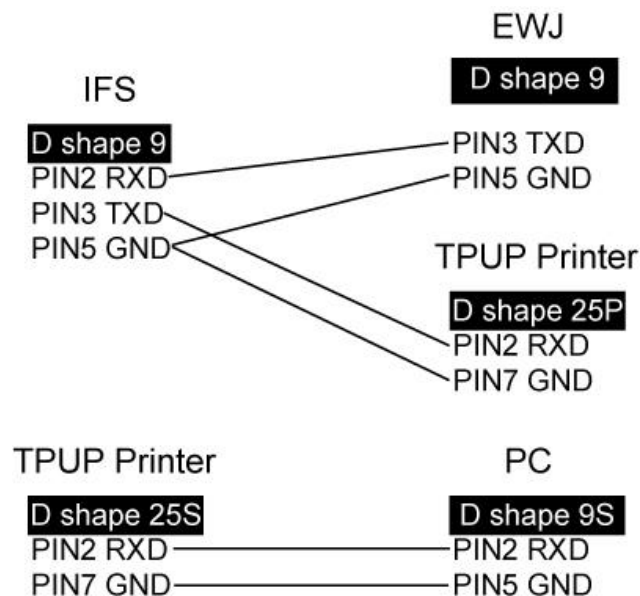 IFS
D shape 9
PIN2 RXD
PIN3 TXD
PIN5 GND
EWJ
D shape 9
PIN3 TXD
PIN5 GND
TPUP Printer
D shape 25P
PIN2 RXD
PIN7 GND
TPUP Printer
D shape 25S
PIN2 RXD
PIN7 GND
PC
D shape 9S
PIN2 RXD
PIN5 GND